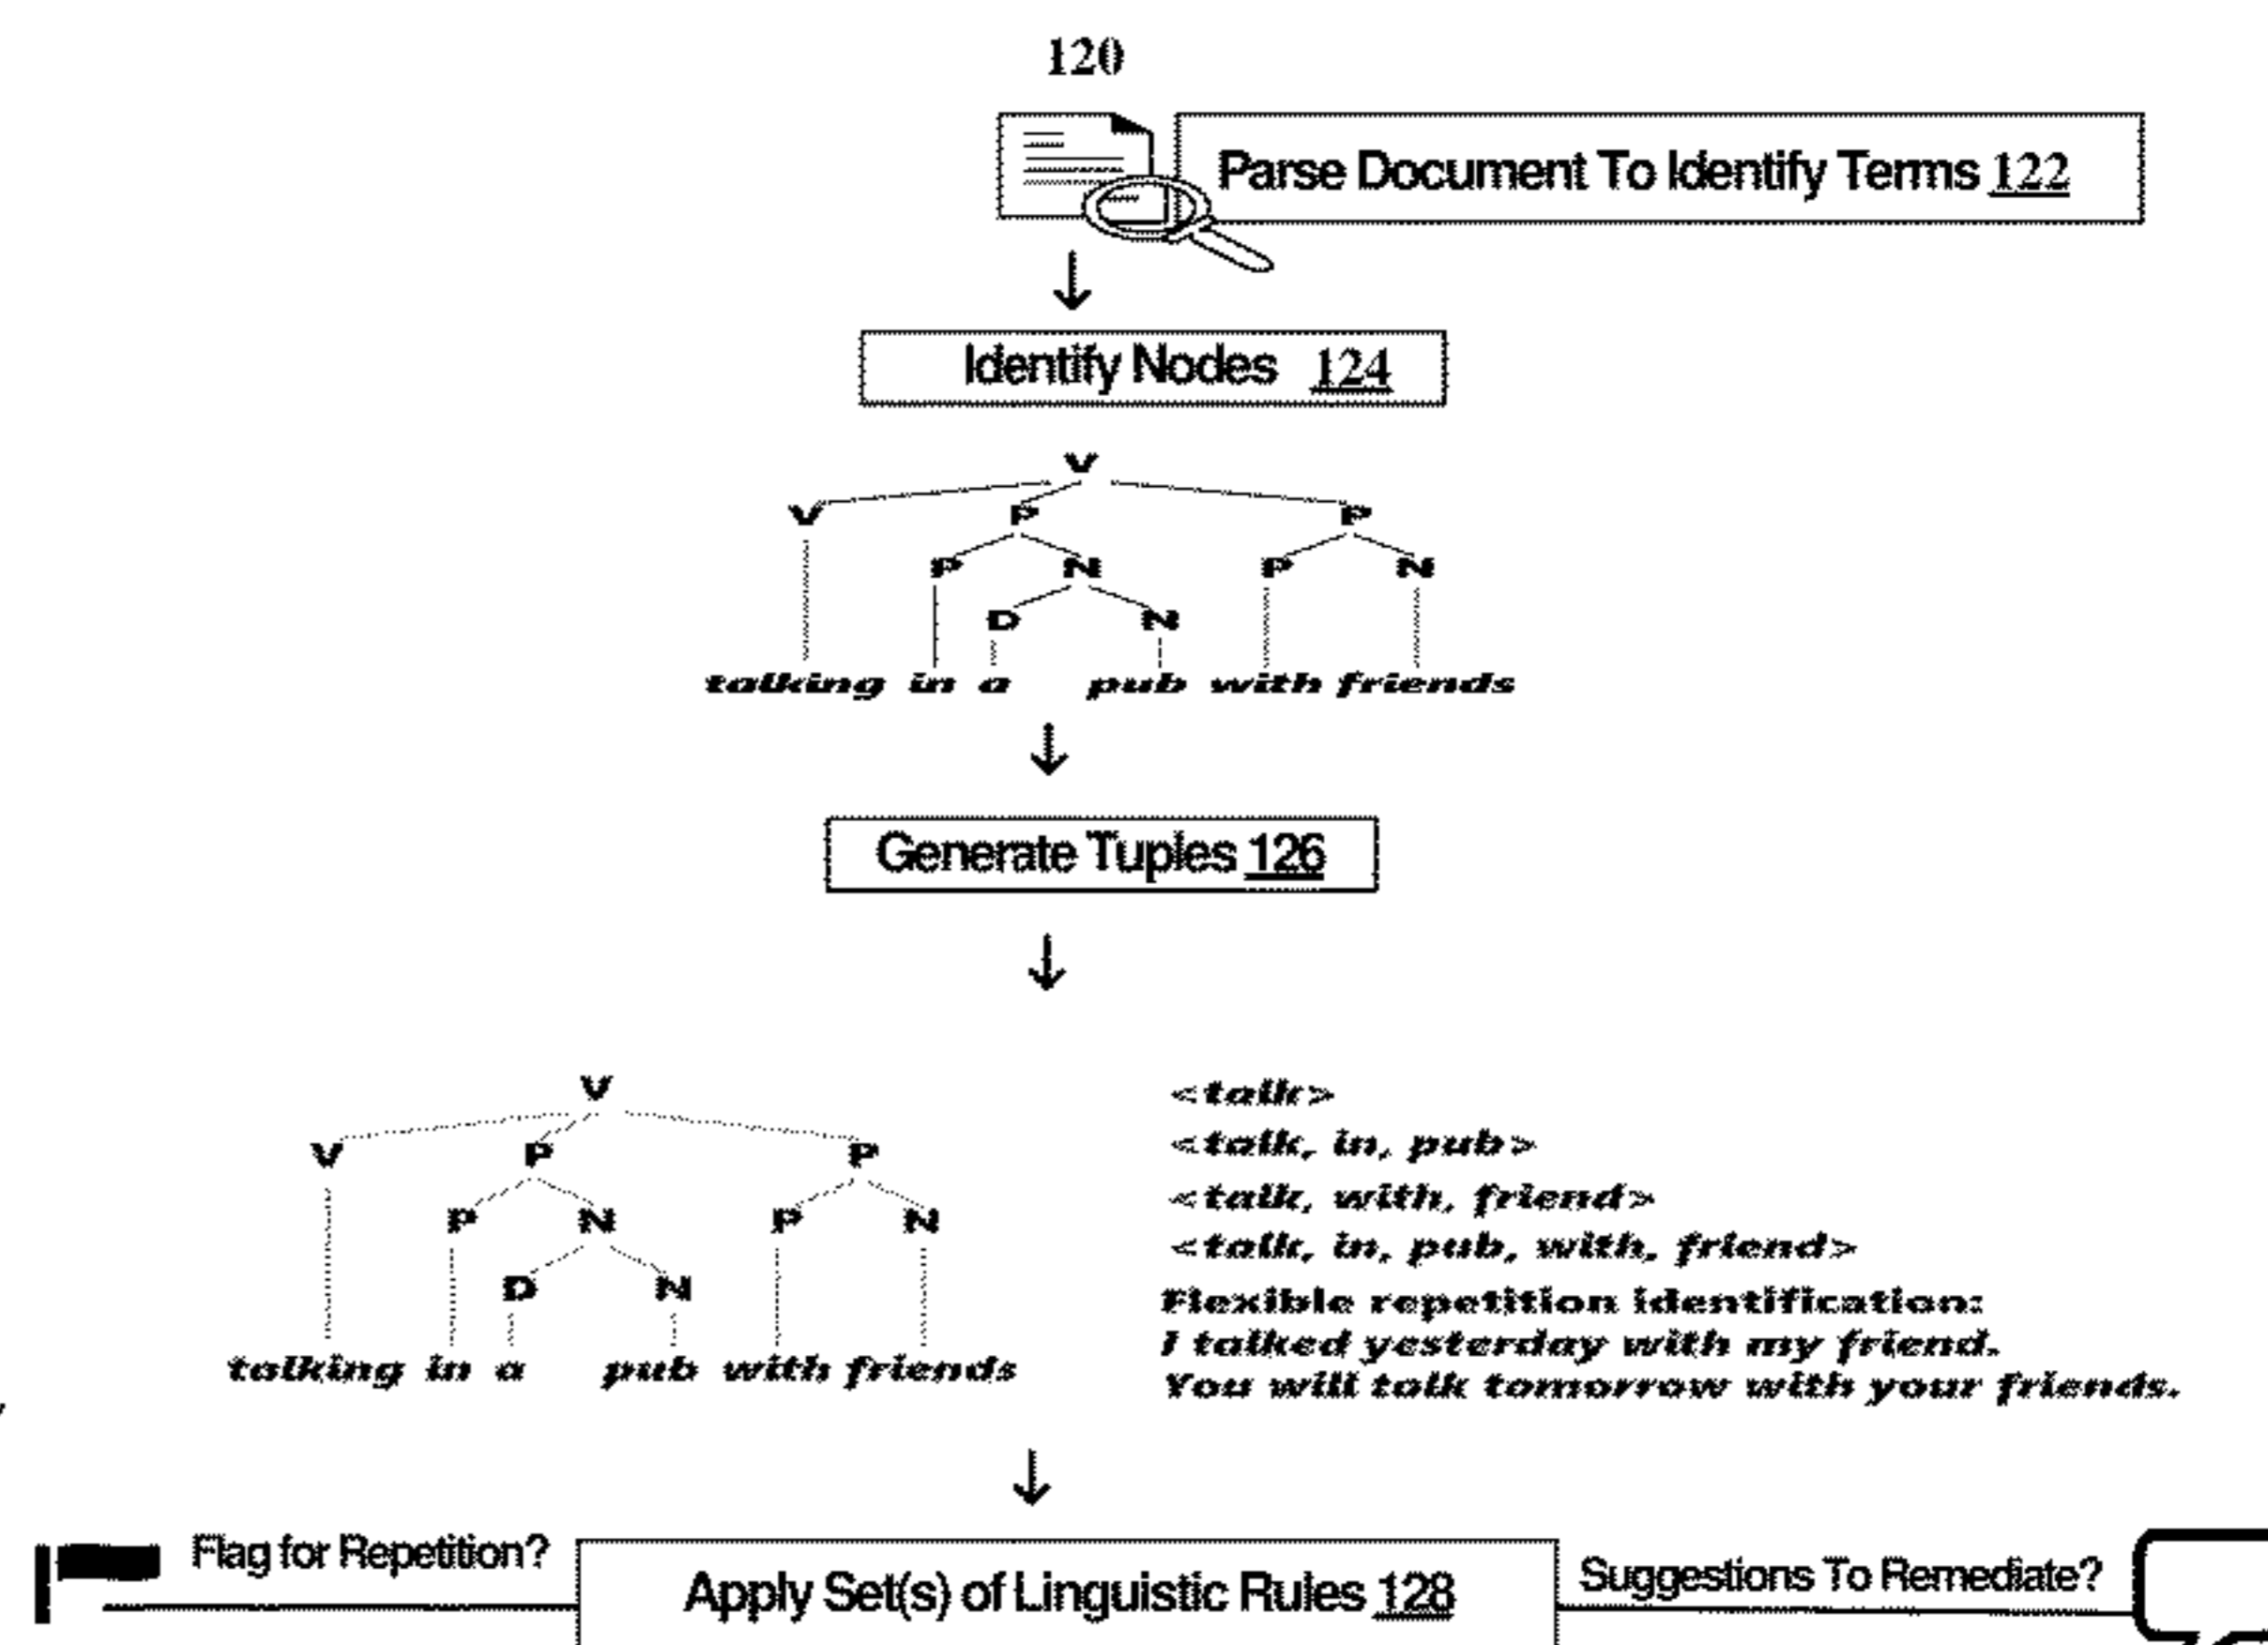 120
Parse Document To Identify Terms 122
Identify Nodes 124
V
V P P
P N P N
D N
talking in a pub with friends
Generate Tuples 126
V
V P P
P N P N
D N
talking in a pub with friends
<talk>
<talk, in, pub>
<talk, with, friend>
<talk, in, pub, with, friend>
Flexible repetition identification:
I talked yesterday with my friend.
You will talk tomorrow with your friends.
Flag for Repetition?
Apply Set(s) of Linguistic Rules 128
Suggestions To Remediate?